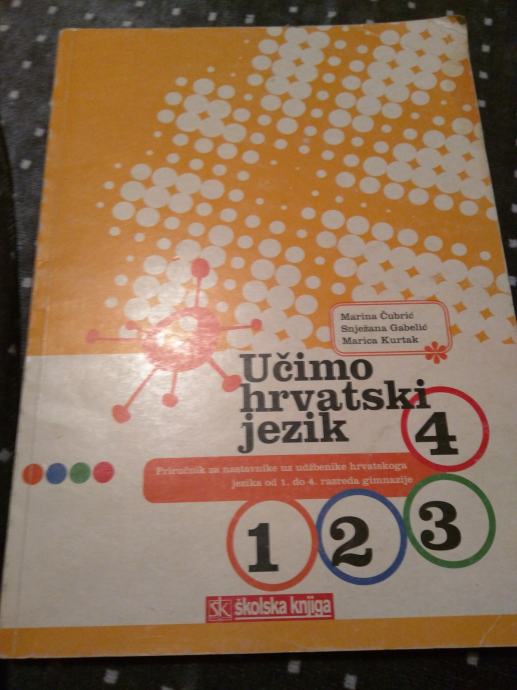 Marina Čubrić
Snježana Gabelić
Marica Kurtak
Učimo
hrvatski
jezik
4
Priručnik za nastavnike uz udžbenike hrvatskoga
jezika od 1. do 4. razreda gimnazije
1 2 3
šk školska knjiga